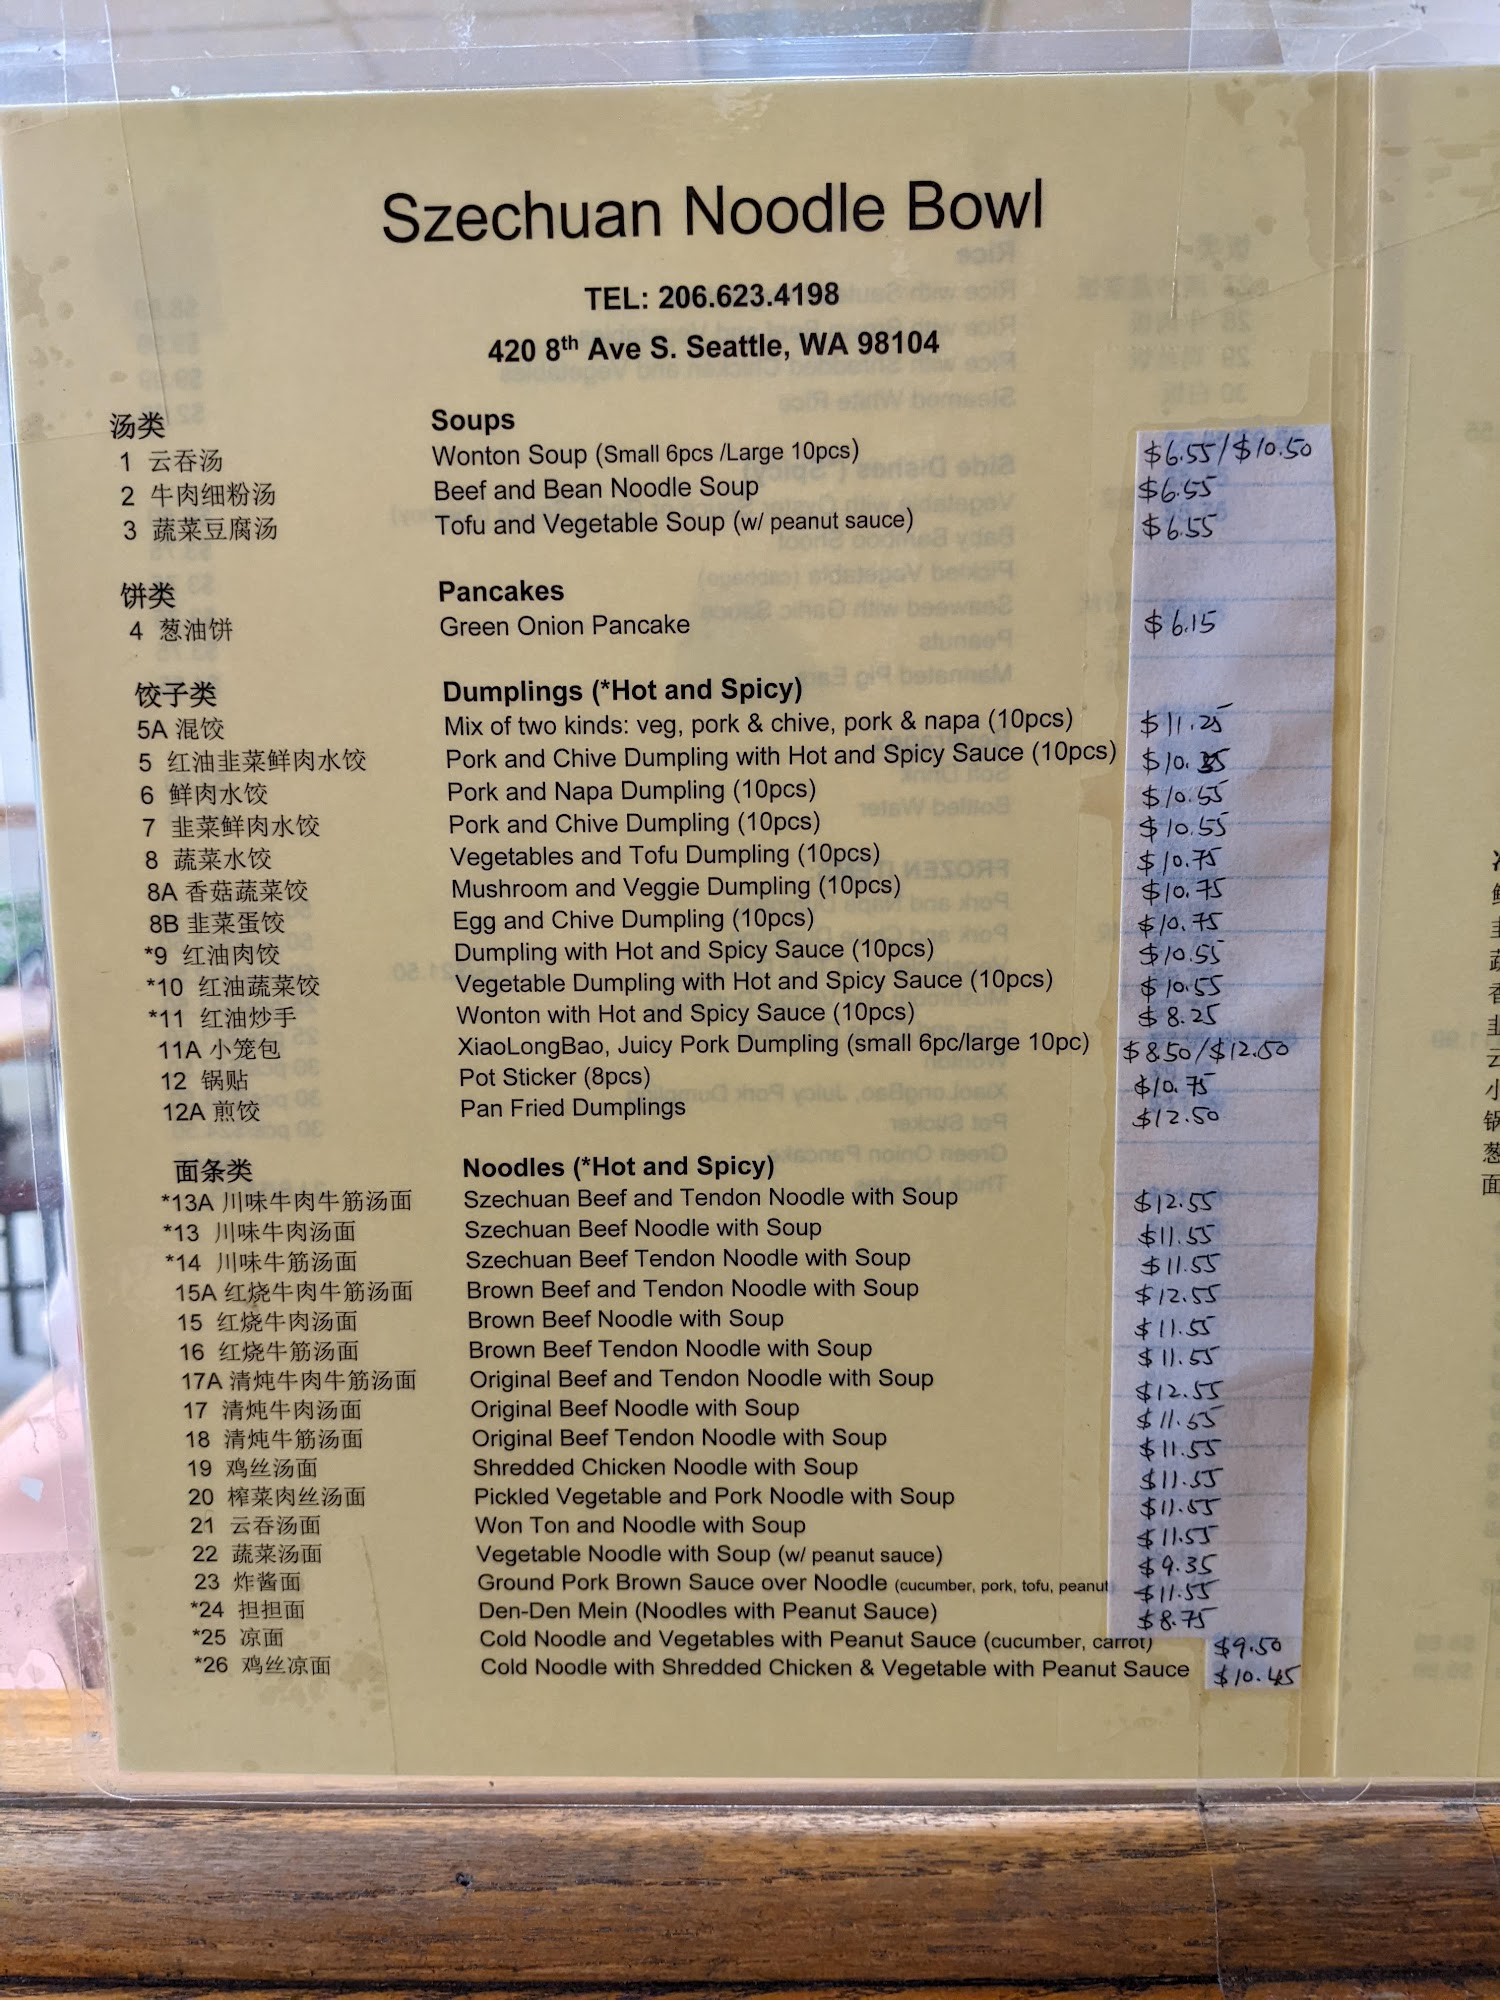 Szechuan Noodle Bowl
TEL: 206.623.4198
420 8th Ave S. Seattle, WA 98104
汤类 Soups
1 云吞汤 Wonton Soup (Small 6pcs /Large 10pcs) $6.55/$10.50
2 牛肉细粉汤 Beef and Bean Noodle Soup $6.55
3 蔬菜豆腐汤 Tofu and Vegetable Soup (w/ peanut sauce) $6.55
饼类 Pancakes
4 葱油饼 Green Onion Pancake $6.15
饺子类 Dumplings (*Hot and Spicy)
5A 混饺 Mix of two kinds: veg, pork & chive, pork & napa (10pcs) $11.25
5 红油韭菜鲜肉水饺 Pork and Chive Dumpling with Hot and Spicy Sauce (10pcs)
6 鲜肉水饺 Pork and Napa Dumpling (10pcs) $10.55
7 韭菜鲜肉水饺 Pork and Chive Dumpling (10pcs) $10.55
8 蔬菜水饺 Vegetables and Tofu Dumpling (10pcs) $10.75
8A 香菇蔬菜饺 Mushroom and Veggie Dumpling (10pcs) $10.75
8B 韭菜蛋饺 Egg and Chive Dumpling (10pcs) $10.75
*9 红油肉饺 Dumpling with Hot and Spicy Sauce (10pcs) $10.55
*10 红油蔬菜饺 Vegetable Dumpling with Hot and Spicy Sauce (10pcs) $10.55
*11 红油炒手 Wonton with Hot and Spicy Sauce (10pcs) $8.25
11A 小笼包 XiaoLongBao, Juicy Pork Dumpling (small 6pc/large 10pc) $8.50/$12.50
12 锅贴 Pot Sticker (8pcs) $10.75
12A 煎饺 Pan Fried Dumplings $12.50
面条类 Noodles (*Hot and Spicy)
*13A 川味牛肉牛筋汤面 Szechuan Beef and Tendon Noodle with Soup $12.55
*13 川味牛肉汤面 Szechuan Beef Noodle with Soup $11.55
*14 川味牛筋汤面 Szechuan Beef Tendon Noodle with Soup $11.55
15A 红烧牛肉牛筋汤面 Brown Beef and Tendon Noodle with Soup $12.55
15 红烧牛肉汤面 Brown Beef Noodle with Soup $11.55
16 红烧牛筋汤面 Brown Beef Tendon Noodle with Soup $11.55
17A 清炖牛肉牛筋汤面 Original Beef and Tendon Noodle with Soup $12.55
17 清炖牛肉汤面 Original Beef Noodle with Soup $11.55
18 清炖牛筋汤面 Original Beef Tendon Noodle with Soup $11.55
19 鸡丝汤面 Shredded Chicken Noodle with Soup $11.55
20 榨菜肉丝汤面 Pickled Vegetable and Pork Noodle with Soup $11.55
21 云吞汤面 Won Ton and Noodle with Soup $11.55
22 蔬菜汤面 Vegetable Noodle with Soup (w/ peanut sauce) $9.35
23 炸酱面 Ground Pork Brown Sauce over Noodle (cucumber, pork, tofu, peanut $11.55
*24 担担面 Den-Den Mein (Noodles with Peanut Sauce) $8.75
*25 凉面 Cold Noodle and Vegetables with Peanut Sauce (cucumber, carrot) $9.50
*26 鸡丝凉面 Cold Noodle with Shredded Chicken & Vegetable with Peanut Sauce $10.45